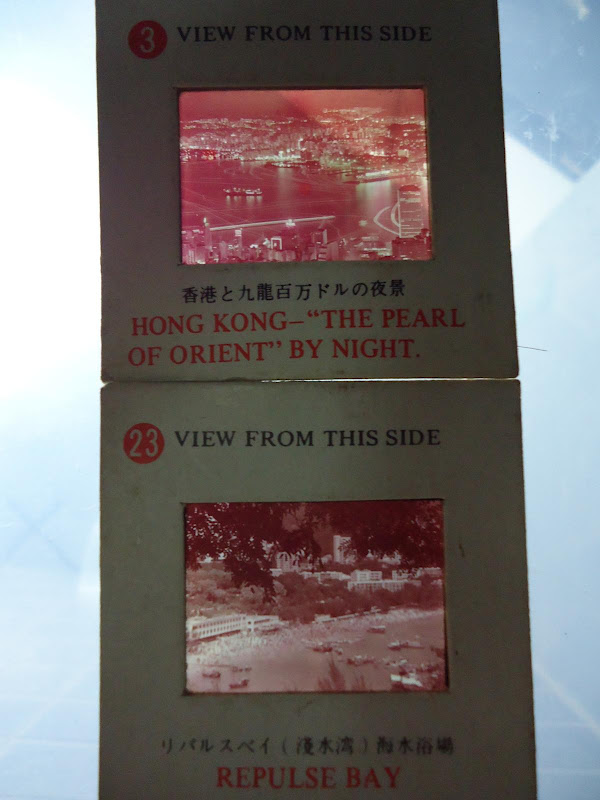 3 VIEW FROM THIS SIDE
香港と九龍百万ドルの夜景
HONG KONG–“THE PEARL
OF ORIENT” BY NIGHT.
23 VIEW FROM THIS SIDE
リパルスベイ(淺水湾)海水浴場
REPULSE BAY